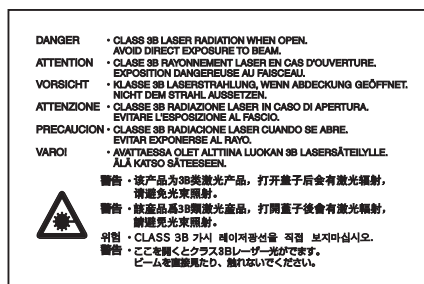 DANGER · CLASS 3B LASER RADIATION WHEN OPEN.
AVOID DIRECT EXPOSURE TO BEAM.
ATTENTION · CLASE 3B RAYONNEMENT LASER EN CAS D'OUVERTURE.
EXPOSITION DANGEREUSE AU FAISCEAU.
VORSICHT · KLASSE 3B LASERSTRAHLUNG, WENN ABDECKUNG GEÖFFNET.
NICHT DEM STRAHL AUSSETZEN.
ATTENZIONE · CLASSE 3B RADIAZIONE LASER IN CASO DI APERTURA.
EVITARE L'ESPOSIZIONE AL FASCIO.
PRECAUCION · CLASSE 3B RADIACIONE LASER CUANDO SE ABRE.
EVITAR EXPONERSE AL RAYO.
VARO! · AVATTAESSA OLET ALTTIINA LUOKAN 3B LASERSÄTEILYLLE.
ÄLÄ KATSO SÄTEESEEN.
警告 · 该产品为3B类激光产品，打开盖子后会有激光辐射，
请避免光束照射。
警告 · 該產品爲3B類激光産品，打開蓋子後會有激光輻射，
請避免光束照射。
위험 · CLASS 3B 가시 레이저광선을 직접 보지마십시오.
警告 · ここを開くとクラス3Bレーザー光がでます。
ビームを直接見たり、触れないでください。